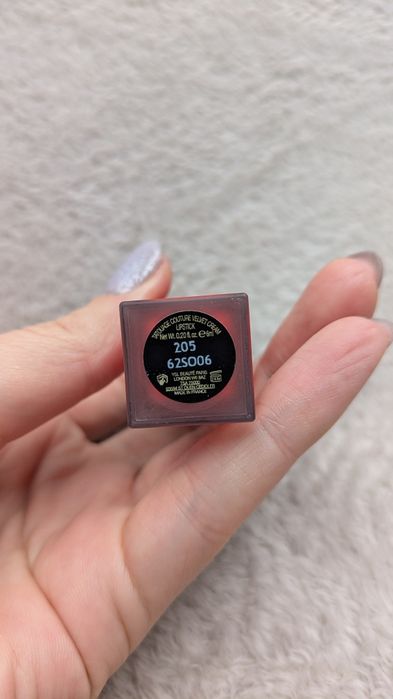 TATOUAGE COUTURE VELVET CREAM
LIPSTICK
Net Wt. 0.20 fl. oz. ℮ 6ml
205
62S006
YSL BEAUTÉ PARIS
LONDON W6 8AZ
MADE IN FRANCE